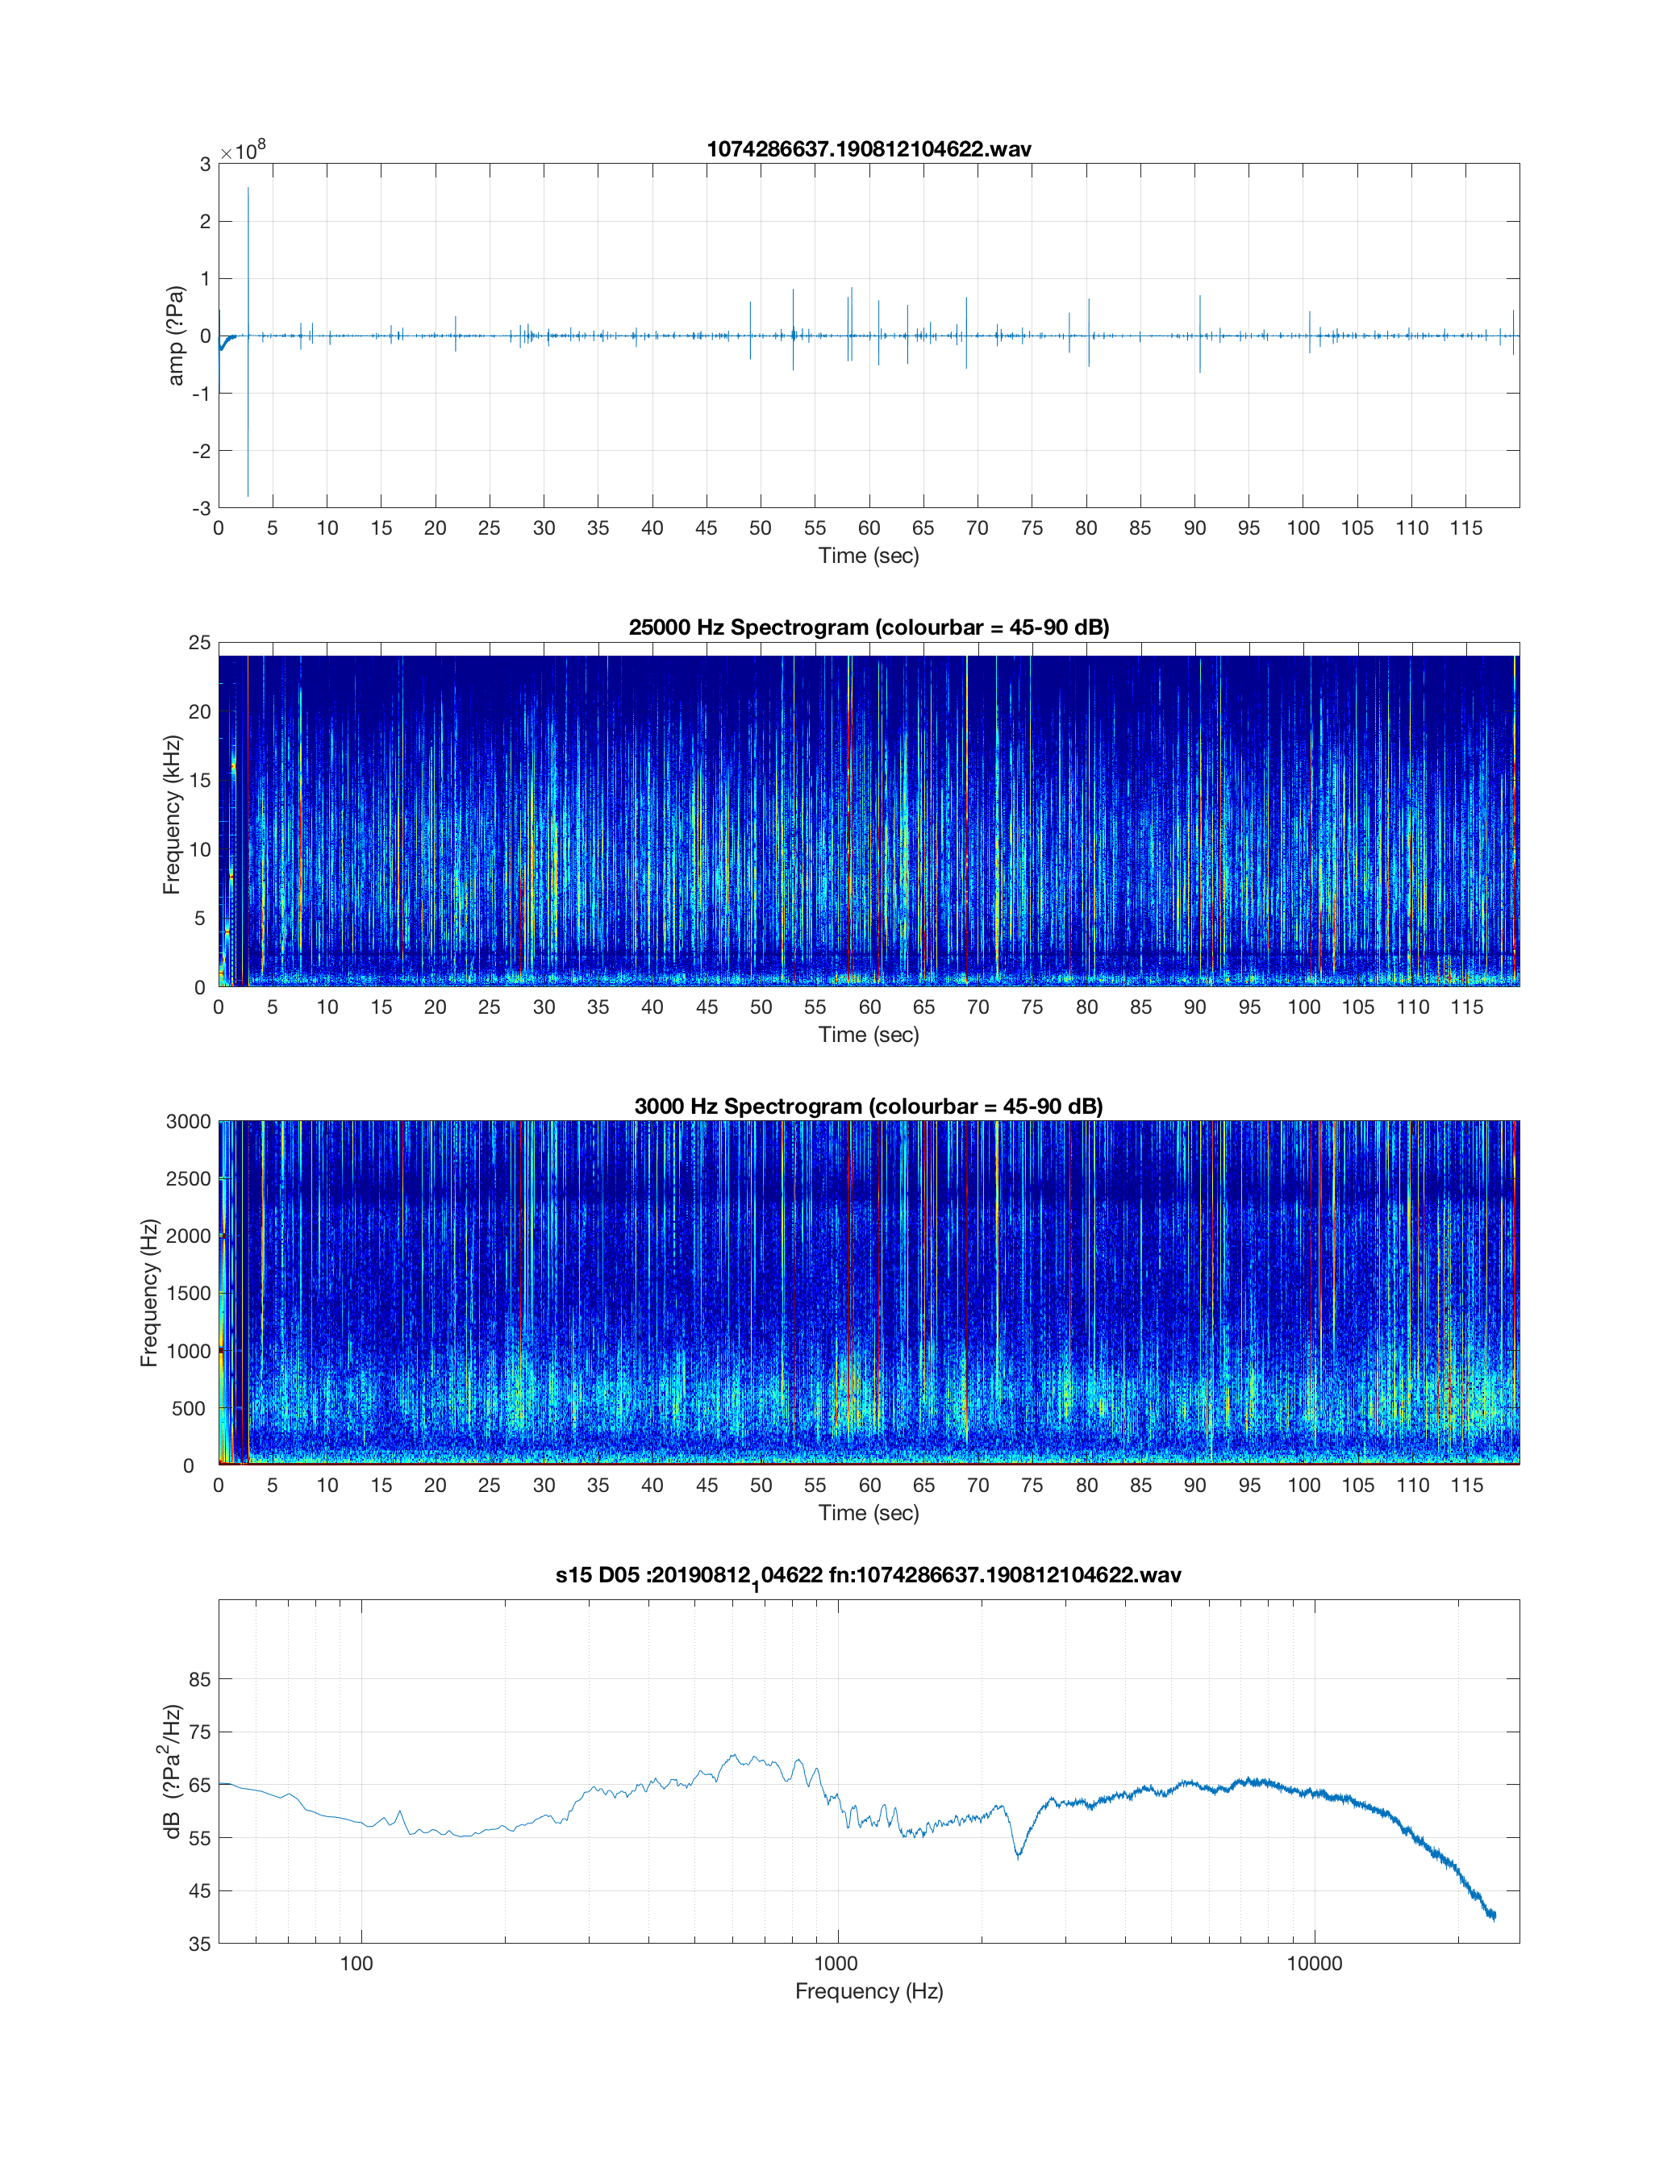 1074286637.190812104622.wav
×10^8
3
2
1
0
-1
-2
-3
amp (?Pa)
0 5 10 15 20 25 30 35 40 45 50 55 60 65 70 75 80 85 90 95 100 105 110 115
Time (sec)
25000 Hz Spectrogram (colourbar = 45-90 dB)
25
20
15
10
5
0
Frequency (kHz)
0 5 10 15 20 25 30 35 40 45 50 55 60 65 70 75 80 85 90 95 100 105 110 115
Time (sec)
3000 Hz Spectrogram (colourbar = 45-90 dB)
3000
2500
2000
1500
1000
500
0
Frequency (Hz)
0 5 10 15 20 25 30 35 40 45 50 55 60 65 70 75 80 85 90 95 100 105 110 115
Time (sec)
s15 D05 :20190812_104622 fn:1074286637.190812104622.wav
85
75
65
55
45
35
dB (?Pa^2/Hz)
100 1000 10000
Frequency (Hz)